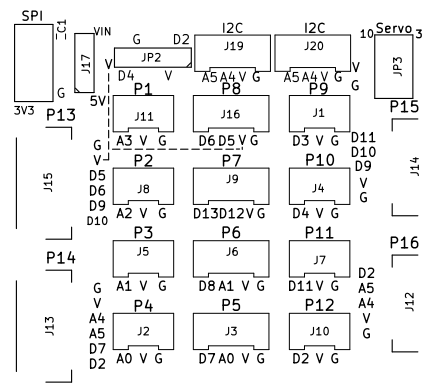 SPI
C1
VIN
J17
G
3V3
5V
G D2
V JP2
D4 V
I2C
J19
A5 A4 V G
I2C
J20
A5 A4 V G
V
G
Servo
10 3
JP3
P1
J11
A3 V G
P8
J16
D6 D5 V G
P9
J1
D3 V G
P13
J15
G
V
D5
D6
D9
D10
P15
J14
D11
D10
D9
V
G
P2
J8
A2 V G
P7
J9
D13 D12 V G
P10
J4
D4 V G
P3
J5
A1 V G
P6
J6
D8 A1 V G
P11
J7
D11 V G
P14
J13
G
V
A4
A5
D7
D2
P16
J12
D2
A5
A4
V
G
P4
J2
A0 V G
P5
J3
D7 A0 V G
P12
J10
D2 V G